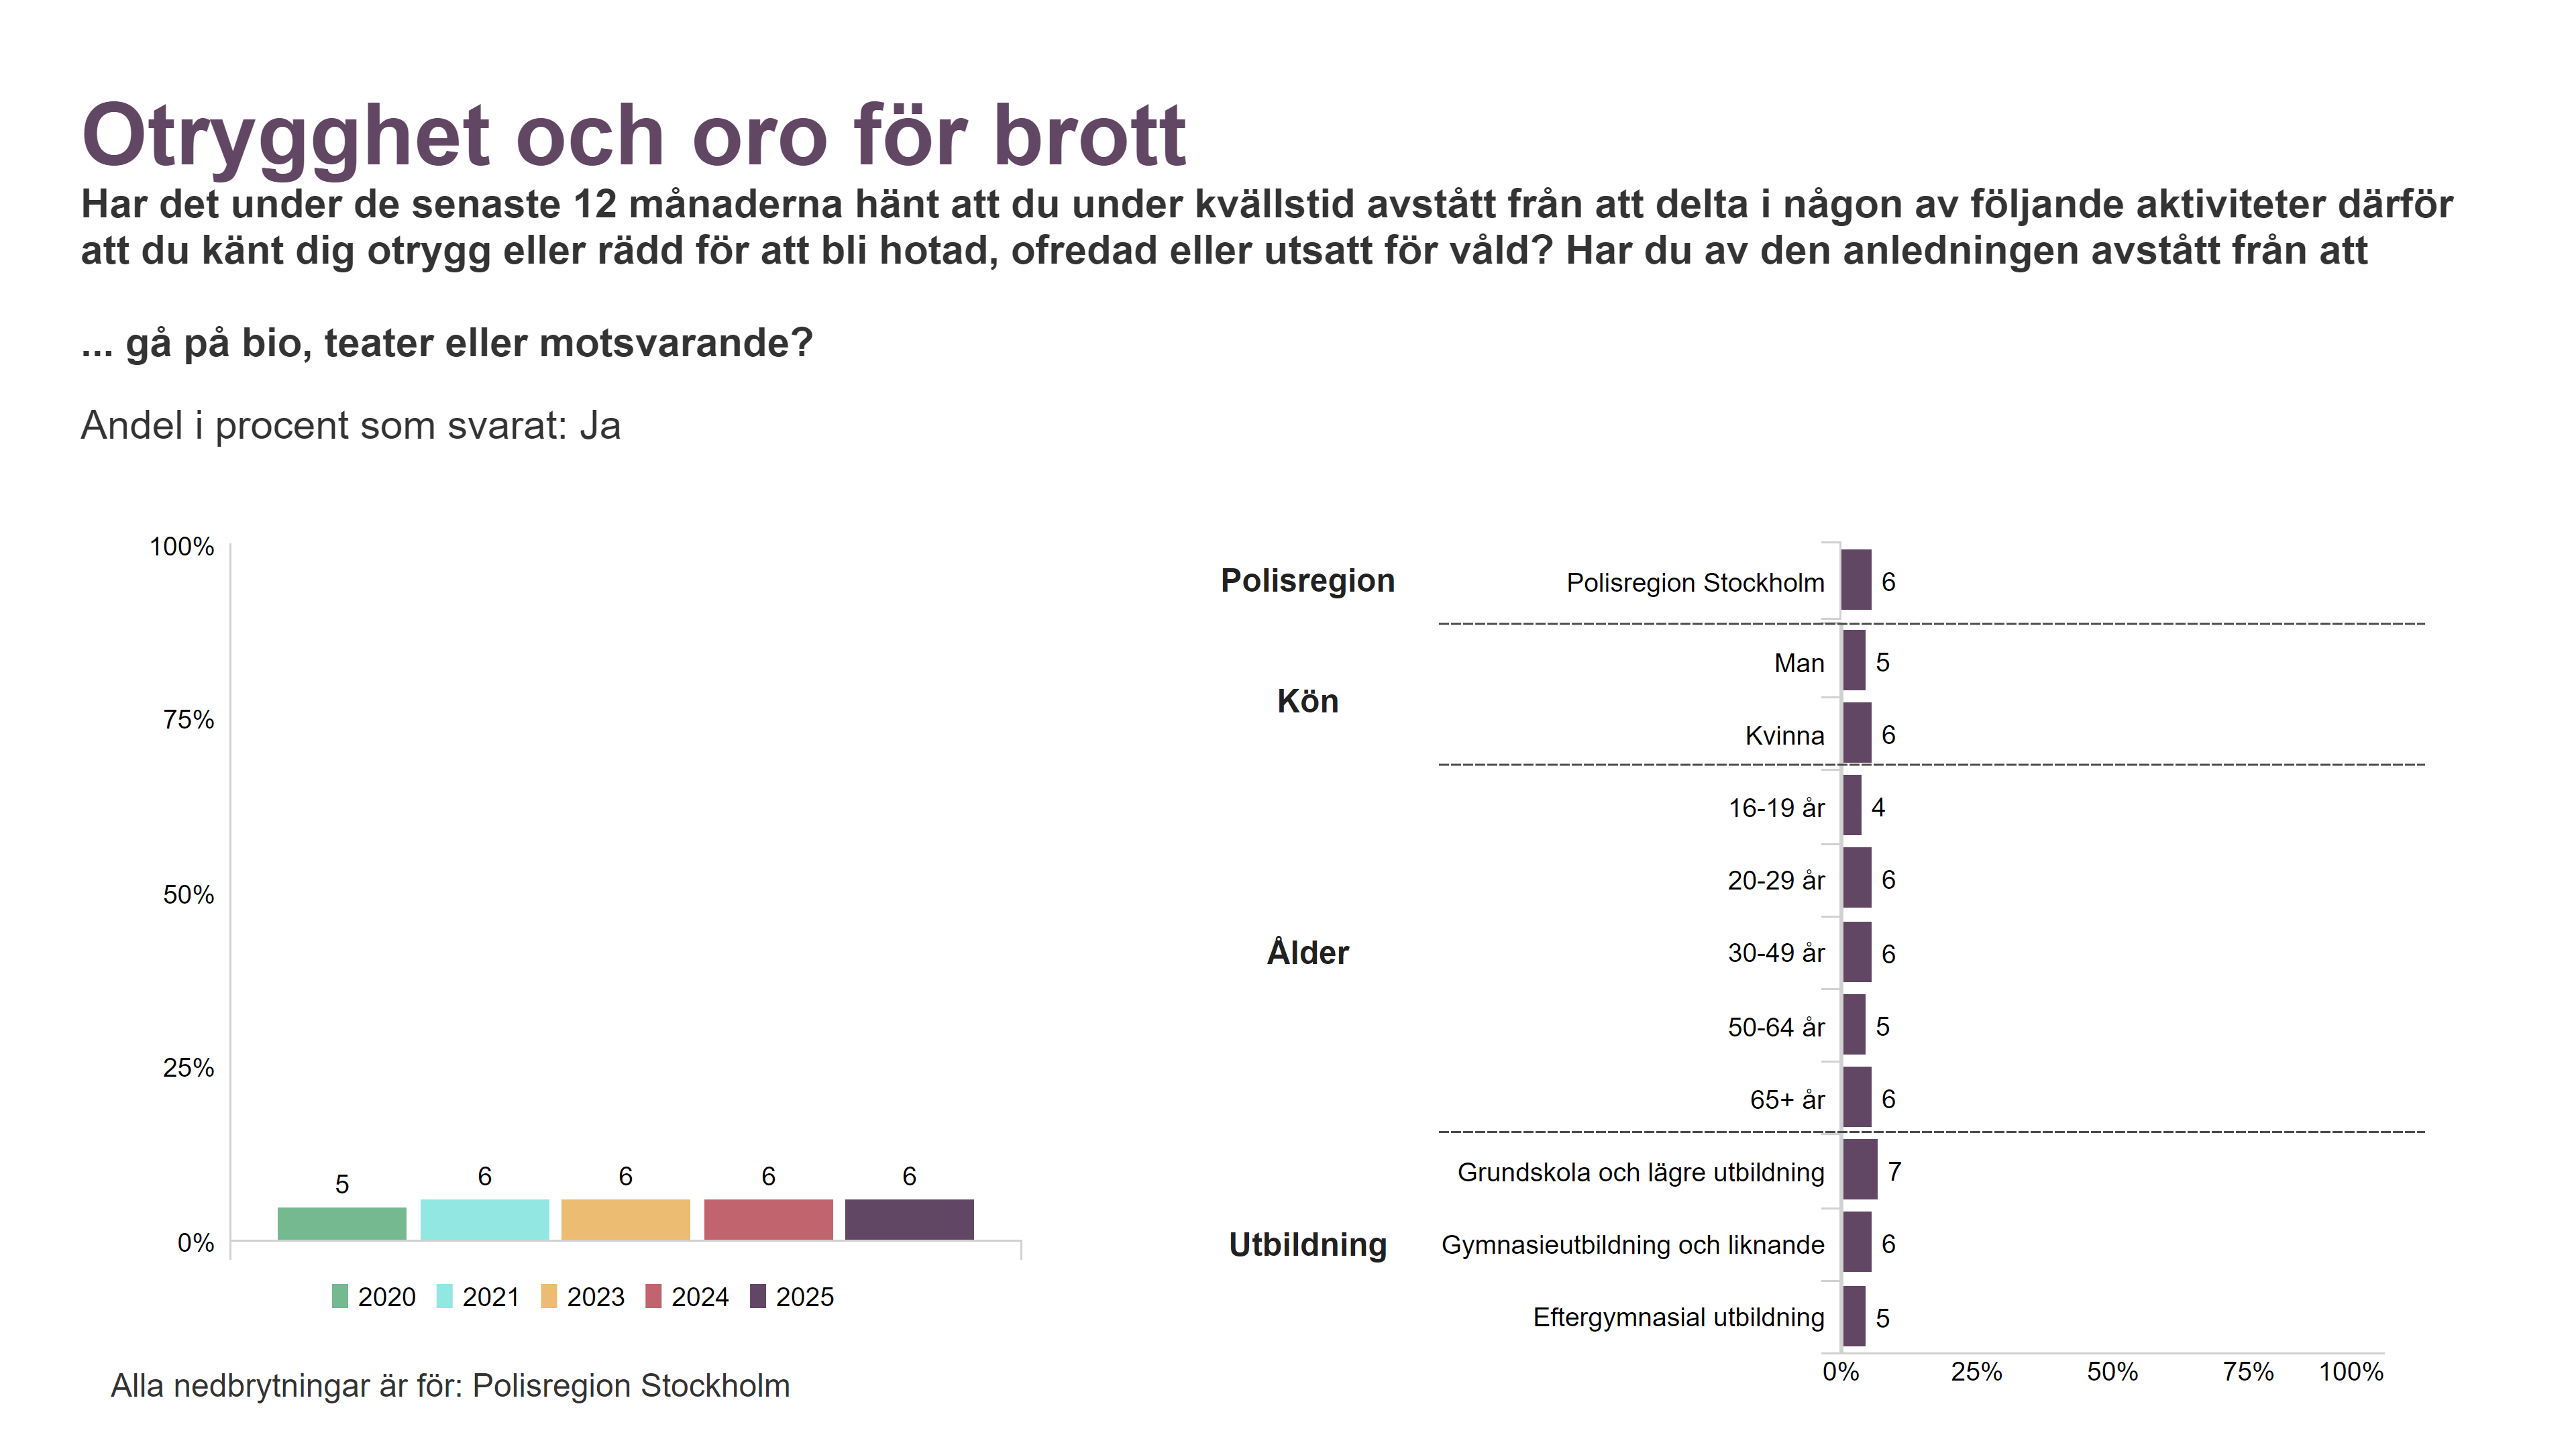 Otrygghet och oro för brott
Har det under de senaste 12 månaderna hänt att du under kvällstid avstått från att delta i någon av följande aktiviteter därför
att du känt dig otrygg eller rädd för att bli hotad, ofredad eller utsatt för våld? Har du av den anledningen avstått från att
... gå på bio, teater eller motsvarande?
Andel i procent som svarat: Ja
100%
75%
50%
25%
0%
5 6 6 6 6
2020 2021 2023 2024 2025
Alla nedbrytningar är för: Polisregion Stockholm
Polisregion
Polisregion Stockholm 6
Kön
Man 5
Kvinna 6
Ålder
16-19 år 4
20-29 år 6
30-49 år 6
50-64 år 5
65+ år 6
Utbildning
Grundskola och lägre utbildning 7
Gymnasieutbildning och liknande 6
Eftergymnasial utbildning 5
0% 25% 50% 75% 100%